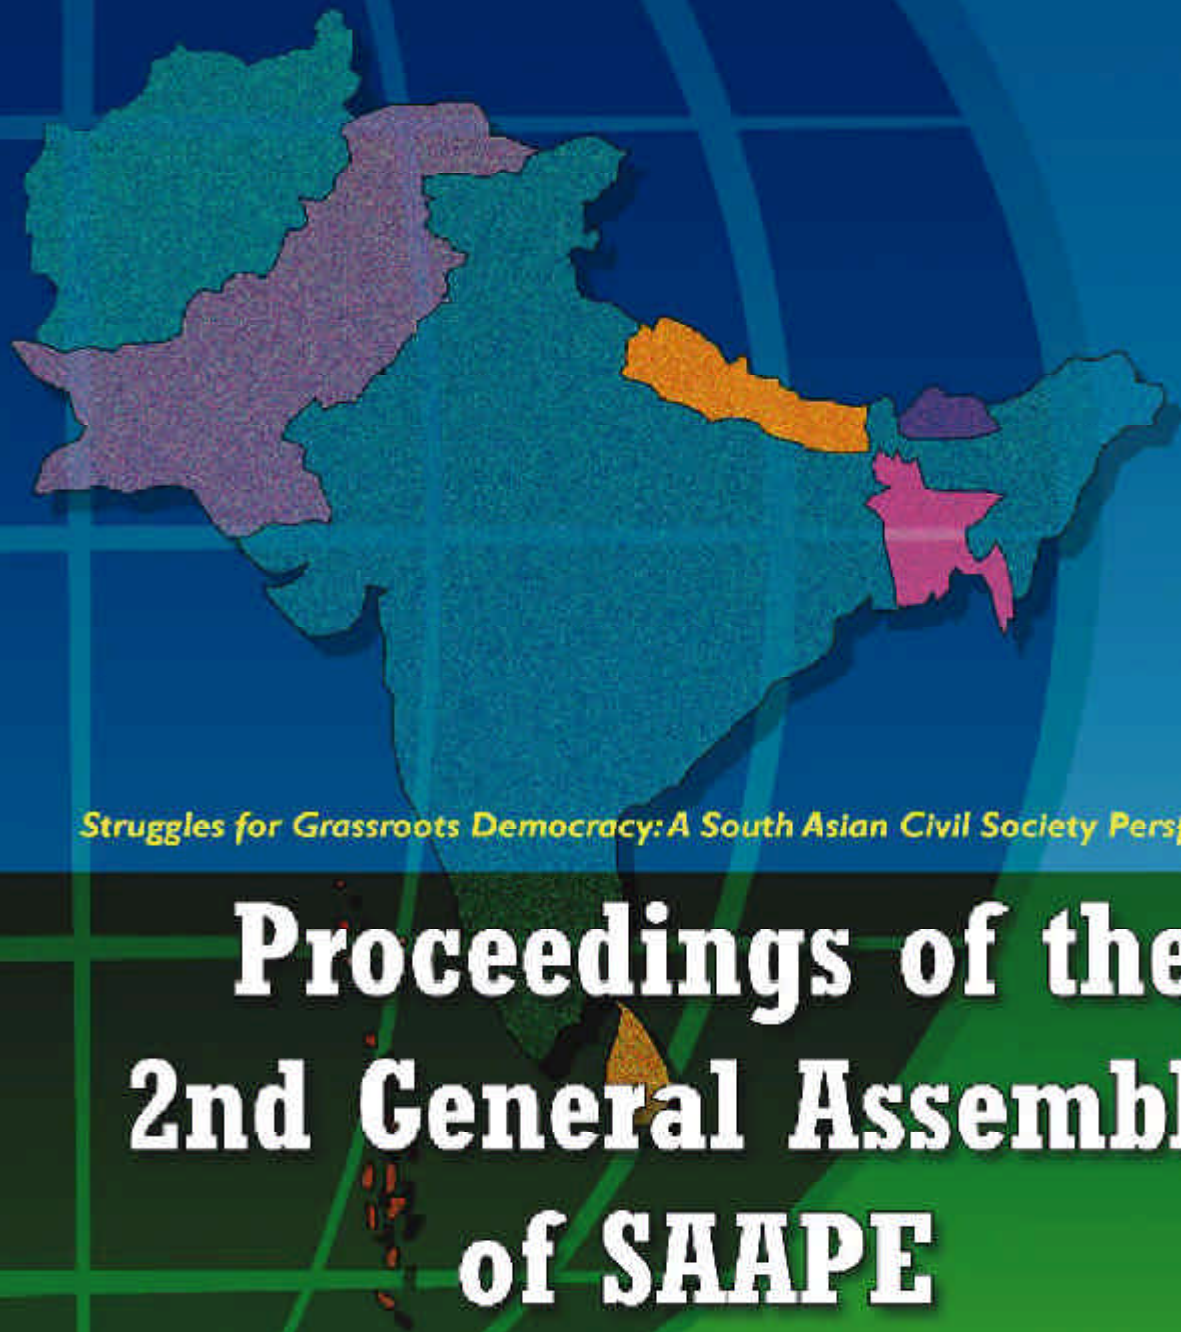 Struggles for Grassroots Democracy: A South Asian Civil Society Pers
Proceedings of the
2nd General Assembl
of SAAPE